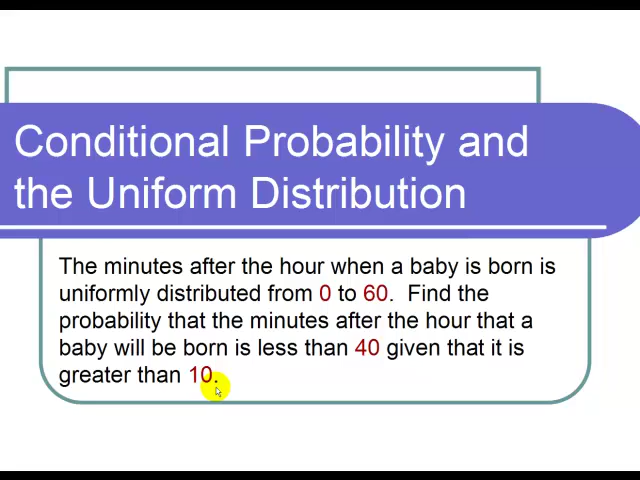 Conditional Probability and
the Uniform Distribution
The minutes after the hour when a baby is born is
uniformly distributed from 0 to 60.  Find the
probability that the minutes after the hour that a
baby will be born is less than 40 given that it is
greater than 10.